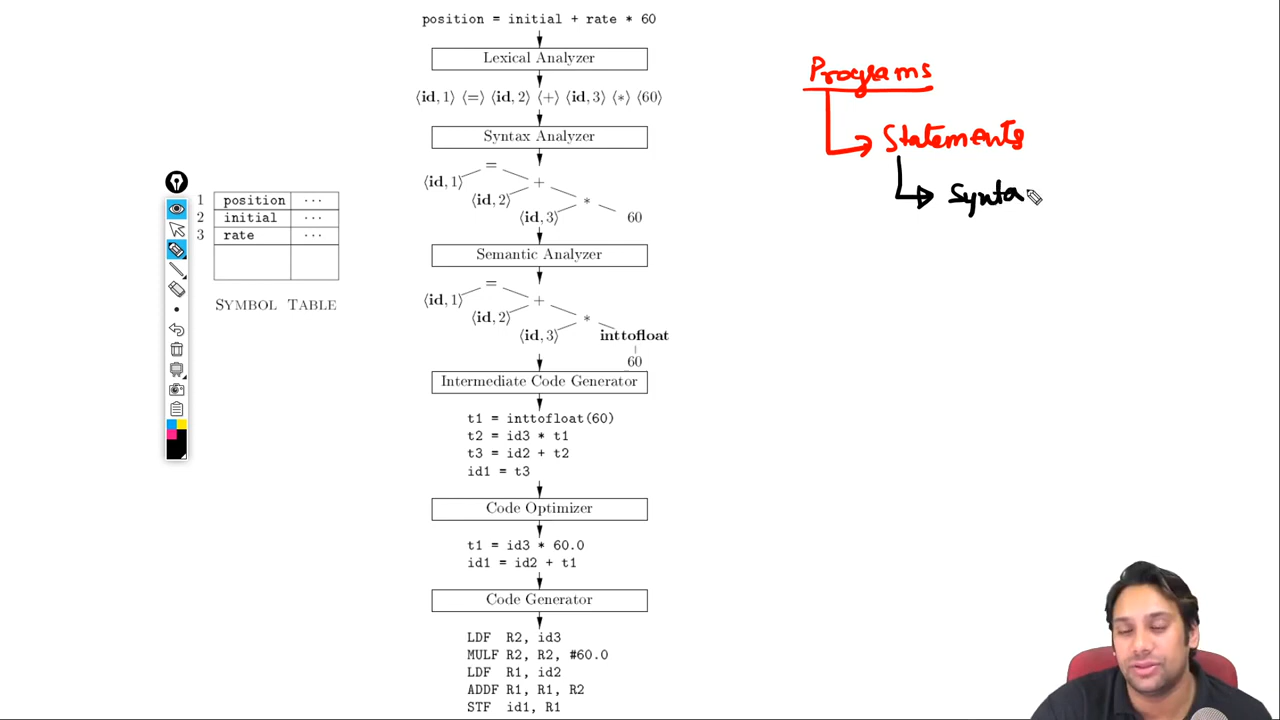 position = initial + rate * 60
Lexical Analyzer
⟨id, 1⟩ ⟨=⟩ ⟨id, 2⟩ ⟨+⟩ ⟨id, 3⟩ ⟨*⟩ ⟨60⟩
Syntax Analyzer
=
⟨id, 1⟩ +
⟨id, 2⟩ *
⟨id, 3⟩ 60
Semantic Analyzer
=
⟨id, 1⟩ +
⟨id, 2⟩ *
⟨id, 3⟩ inttofloat
60
Intermediate Code Generator
t1 = inttofloat(60)
t2 = id3 * t1
t3 = id2 + t2
id1 = t3
Code Optimizer
t1 = id3 * 60.0
id1 = id2 + t1
Code Generator
LDF R2, id3
MULF R2, R2, #60.0
LDF R1, id2
ADDF R1, R1, R2
STF id1, R1
1 position ...
2 initial ...
3 rate ...
SYMBOL TABLE
Programs
Statements
Synta